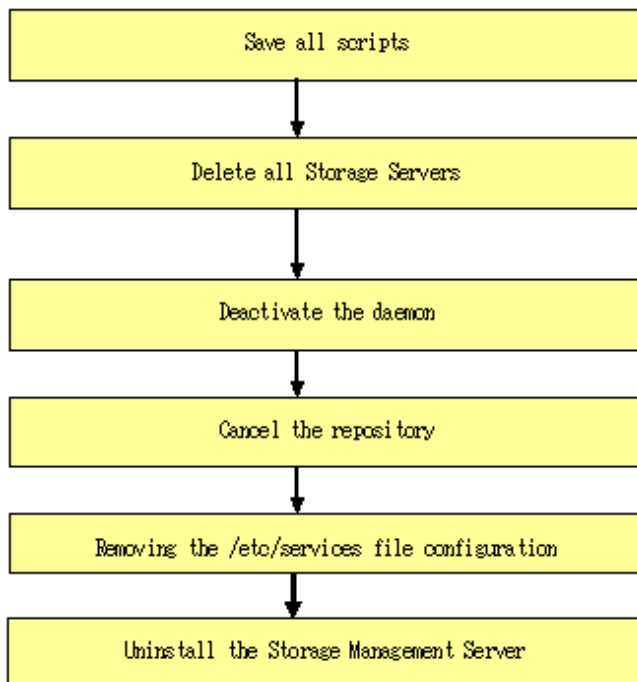 Save all scripts
Delete all Storage Servers
Deactivate the daemon
Cancel the repository
Removing the /etc/services file configuration
Uninstall the Storage Management Server